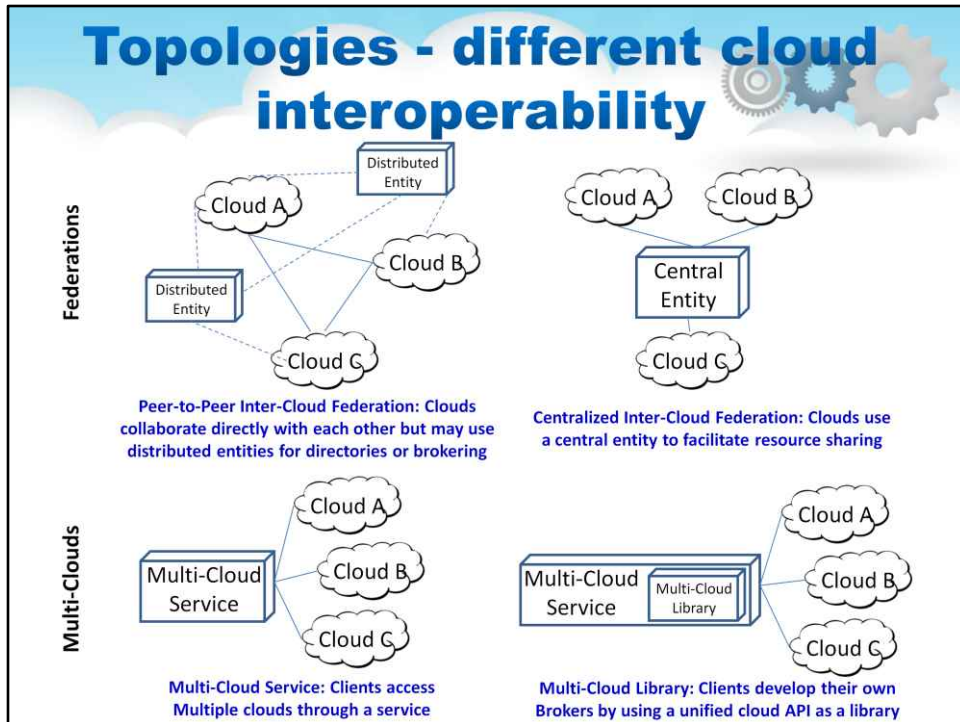 Topologies - different cloud
interoperability
Federations
Distributed
Entity
Cloud A
Cloud B
Distributed
Entity
Cloud C
Peer-to-Peer Inter-Cloud Federation: Clouds
collaborate directly with each other but may use
distributed entities for directories or brokering
Cloud A
Cloud B
Central
Entity
Cloud C
Centralized Inter-Cloud Federation: Clouds use
a central entity to facilitate resource sharing
Multi-Clouds
Cloud A
Multi-Cloud
Service
Cloud B
Cloud C
Multi-Cloud Service: Clients access
Multiple clouds through a service
Cloud A
Multi-Cloud
Service
Multi-Cloud
Library
Cloud B
Cloud C
Multi-Cloud Library: Clients develop their own
Brokers by using a unified cloud API as a library